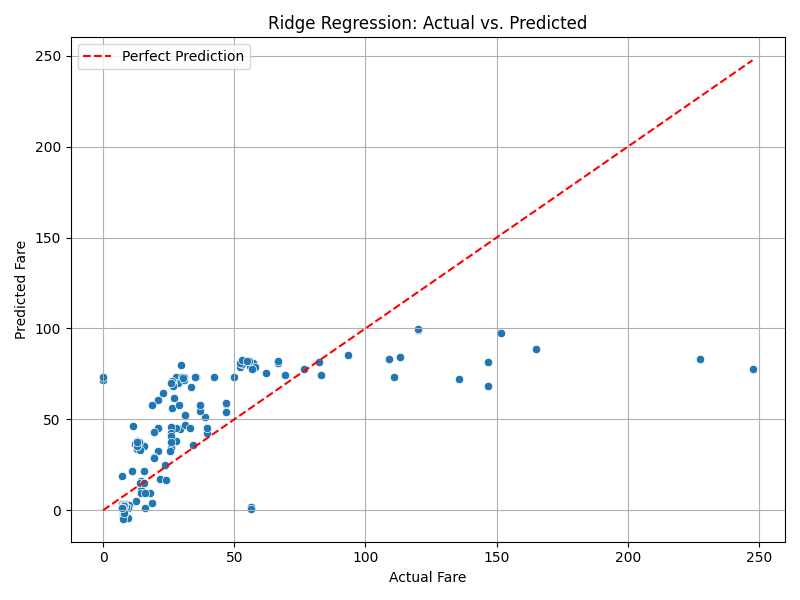 Ridge Regression: Actual vs. Predicted
Perfect Prediction
Predicted Fare
250
200
150
100
50
0
0 50 100 150 200 250
Actual Fare